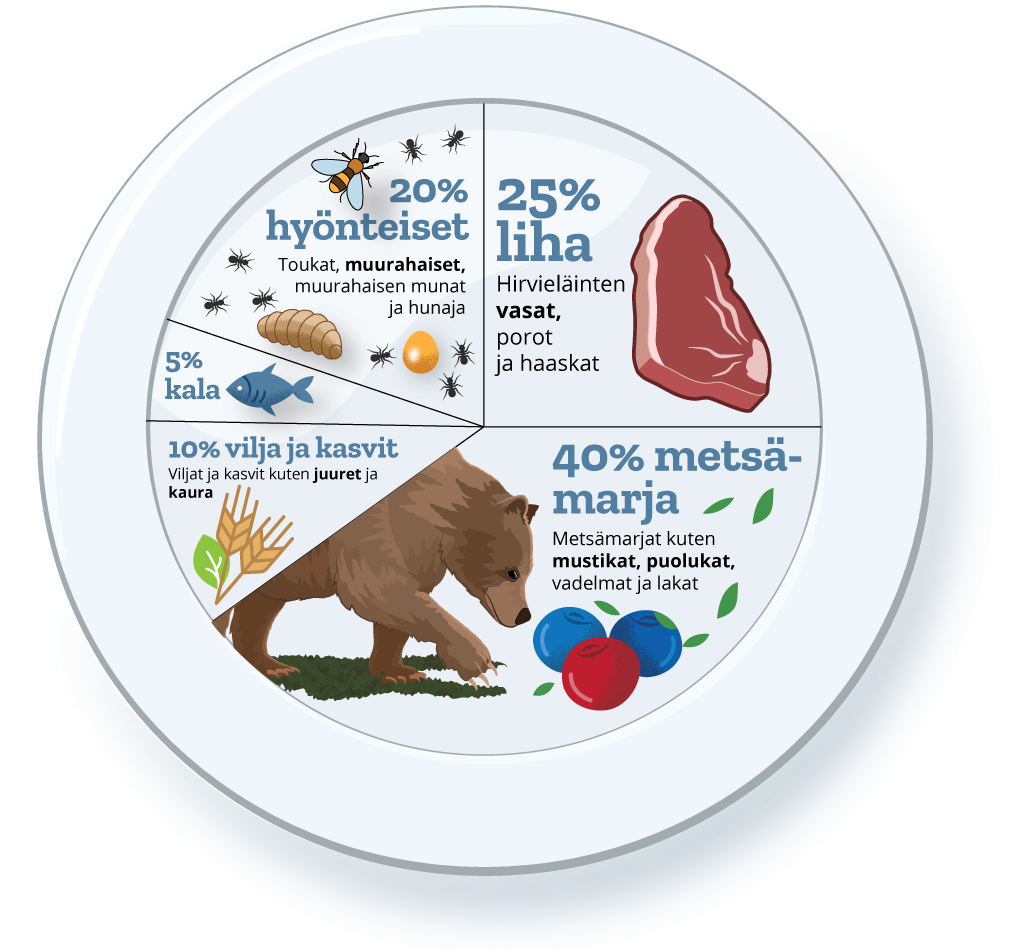 20%
hyönteiset
Toukat, muurahaiset,
muurahaisen munat
ja hunaja
25%
liha
Hirvieläinten
vasat,
porot
ja haaskat
5%
kala
10% vilja ja kasvit
Viljat ja kasvit kuten juuret ja
kaura
40% metsä-
marja
Metsämarjat kuten
mustikat, puolukat,
vadelmat ja lakat